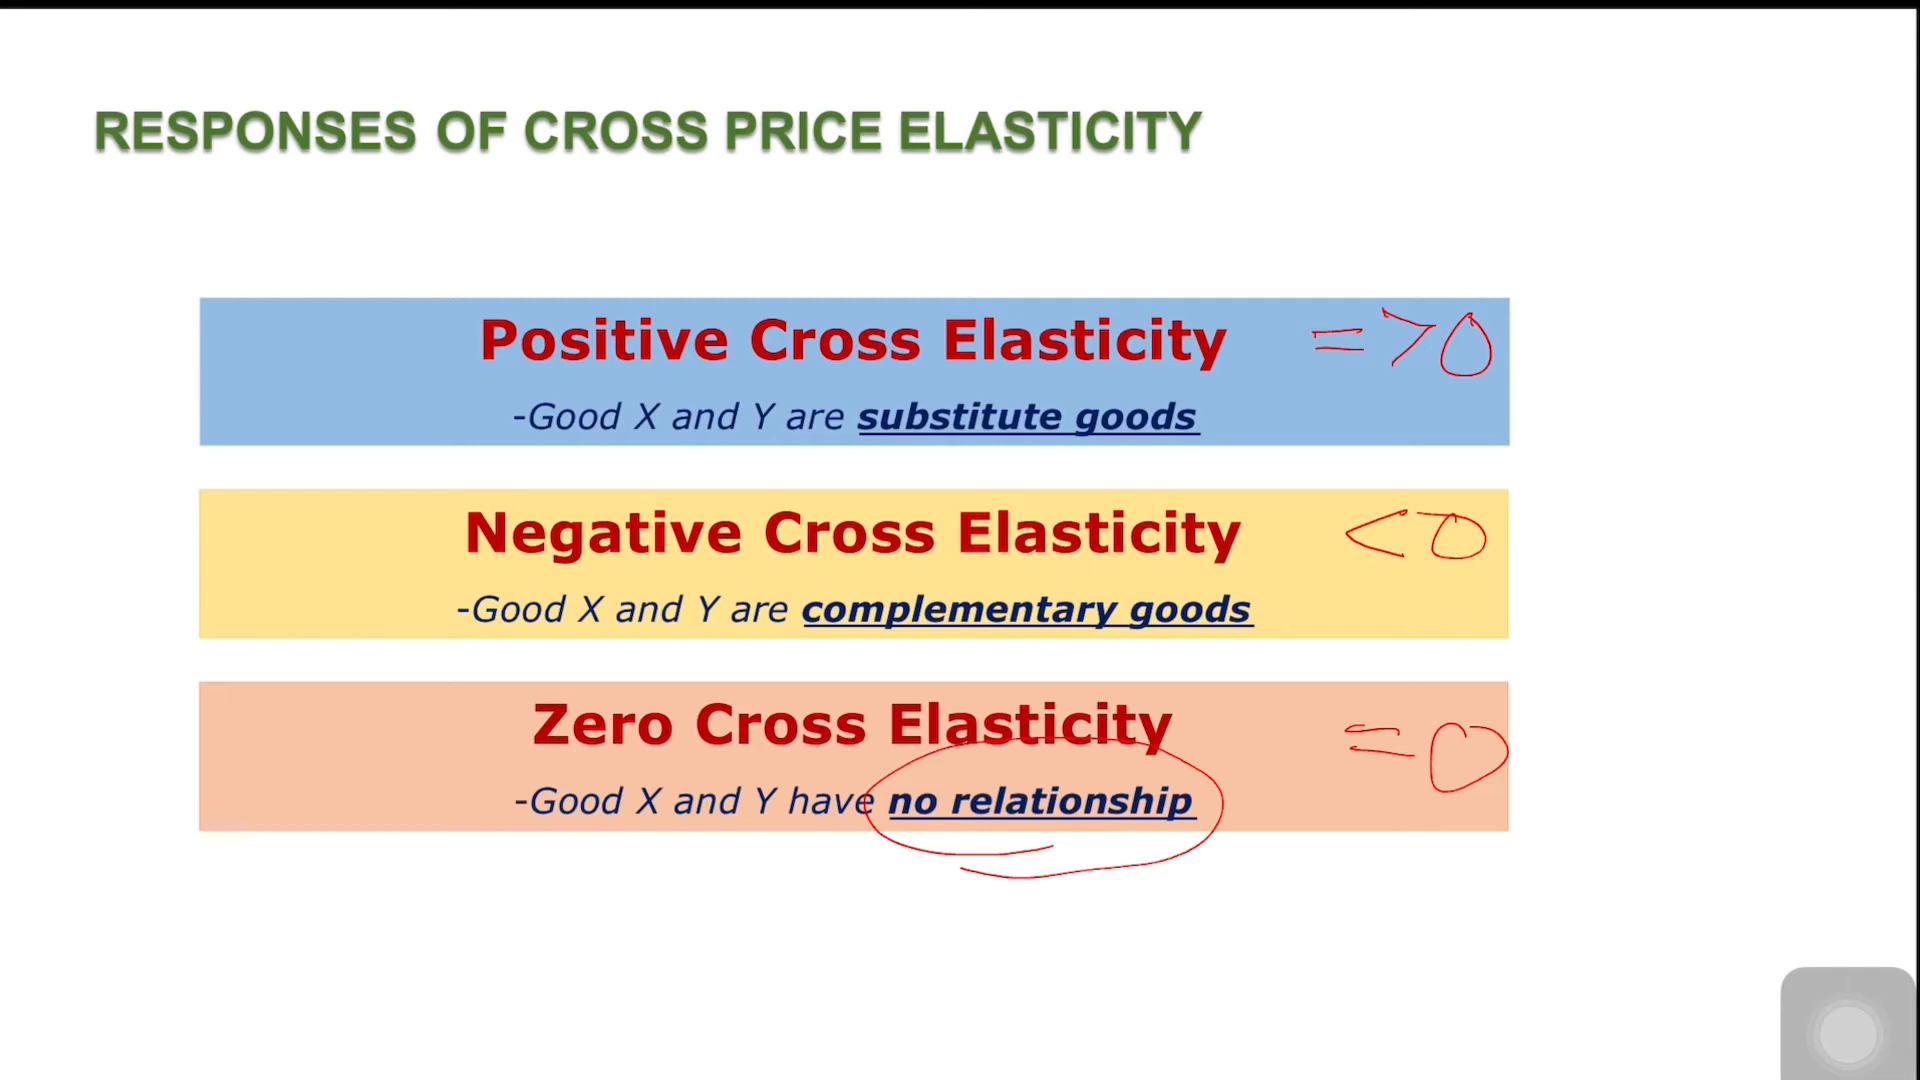 RESPONSES OF CROSS PRICE ELASTICITY
Positive Cross Elasticity = >0
-Good X and Y are substitute goods
Negative Cross Elasticity <0
-Good X and Y are complementary goods
Zero Cross Elasticity =0
-Good X and Y have no relationship